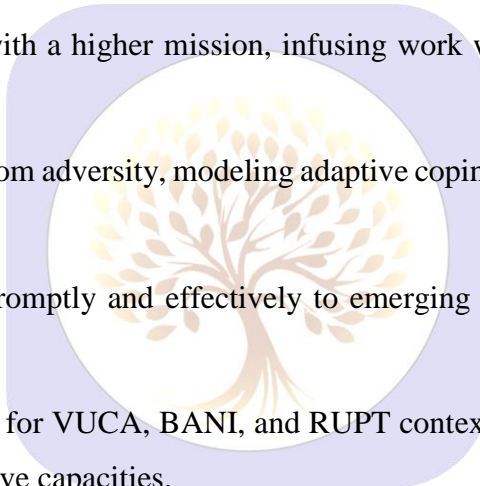 with a higher mission, infusing work
om adversity, modeling adaptive copin
romptly and effectively to emerging
for VUCA, BANI, and RUPT contex
ve capacities.